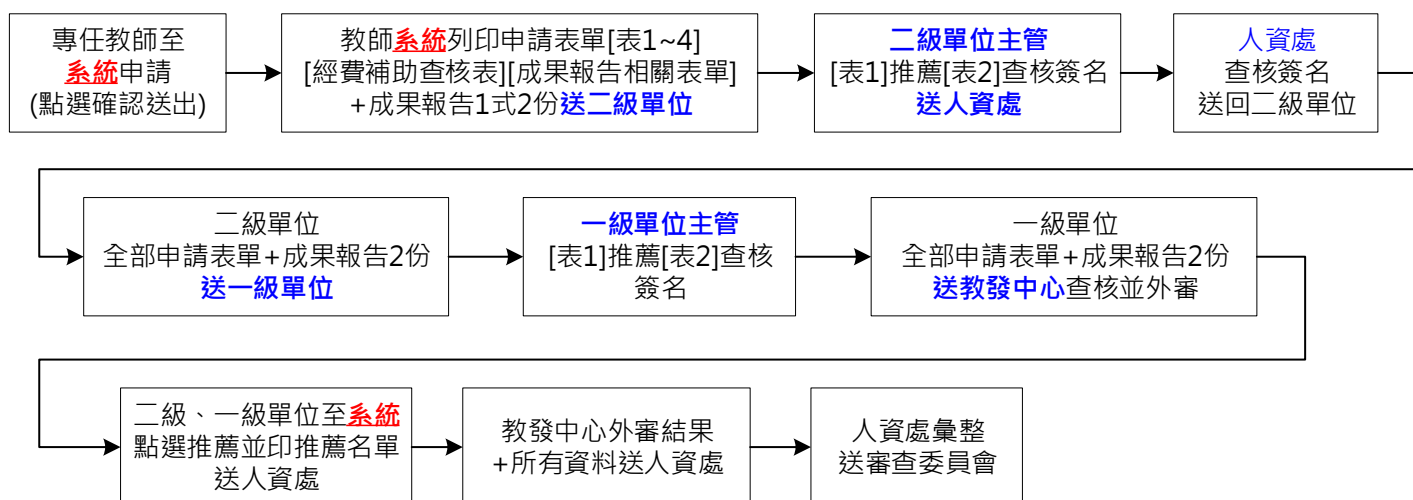 專任教師至
系統申請
(點選確認送出)
教師系統列印申請表單[表1~4]
[經費補助查核表][成果報告相關表單]
+成果報告1式2份送二級單位
二級單位主管
[表1]推薦[表2]查核簽名
送人資處
人資處
查核簽名
送回二級單位
二級單位
全部申請表單+成果報告2份
送一級單位
一級單位主管
[表1]推薦[表2]查核
簽名
一級單位
全部申請表單+成果報告2份
送教發中心查核並外審
二級、一級單位至系統
點選推薦並印推薦名單
送人資處
教發中心外審結果
+所有資料送人資處
人資處彙整
送審查委員會